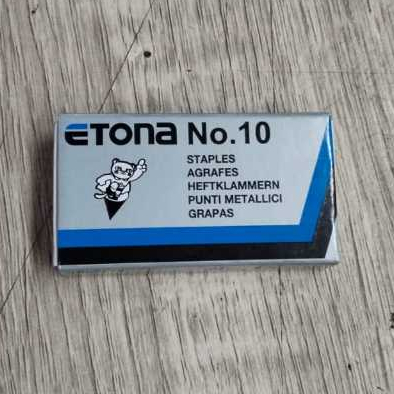 ETONA No.10
STAPLES
AGRAFES
HEFTKLAMMERN
PUNTI METALLICI
GRAPAS